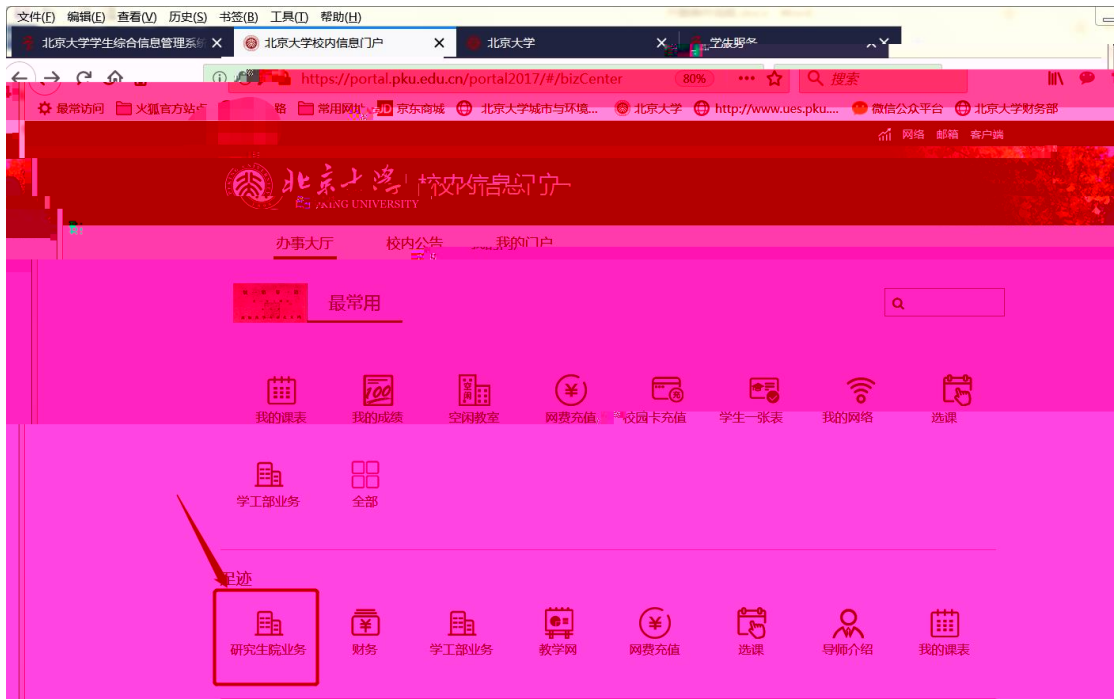 文件(F) 编辑(E) 查看(V) 历史(S) 书签(B) 工具(T) 帮助(H)
北京大学学生综合信息管理系统 北京大学校内信息门户 北京大学
https://portal.pku.edu.cn/portal2017/#/bizCenter 80% 搜索
最常访问 火狐官方站点 常用网址 JD 京东商城 北京大学城市与环境... 北京大学 http://www.ues.pku.... 微信公众平台 北京大学财务部
网络 邮箱 客户端
北京大学 校内信息门户
PEKING UNIVERSITY
办事大厅 校内公告 我的门户
最常用
我的课表 我的成绩 空闲教室 网费充值 校园卡充值 学生一张表 我的网络 选课
学工部业务 全部
足迹
研究生院业务 财务 学工部业务 教学网 网费充值 选课 导师介绍 我的课表